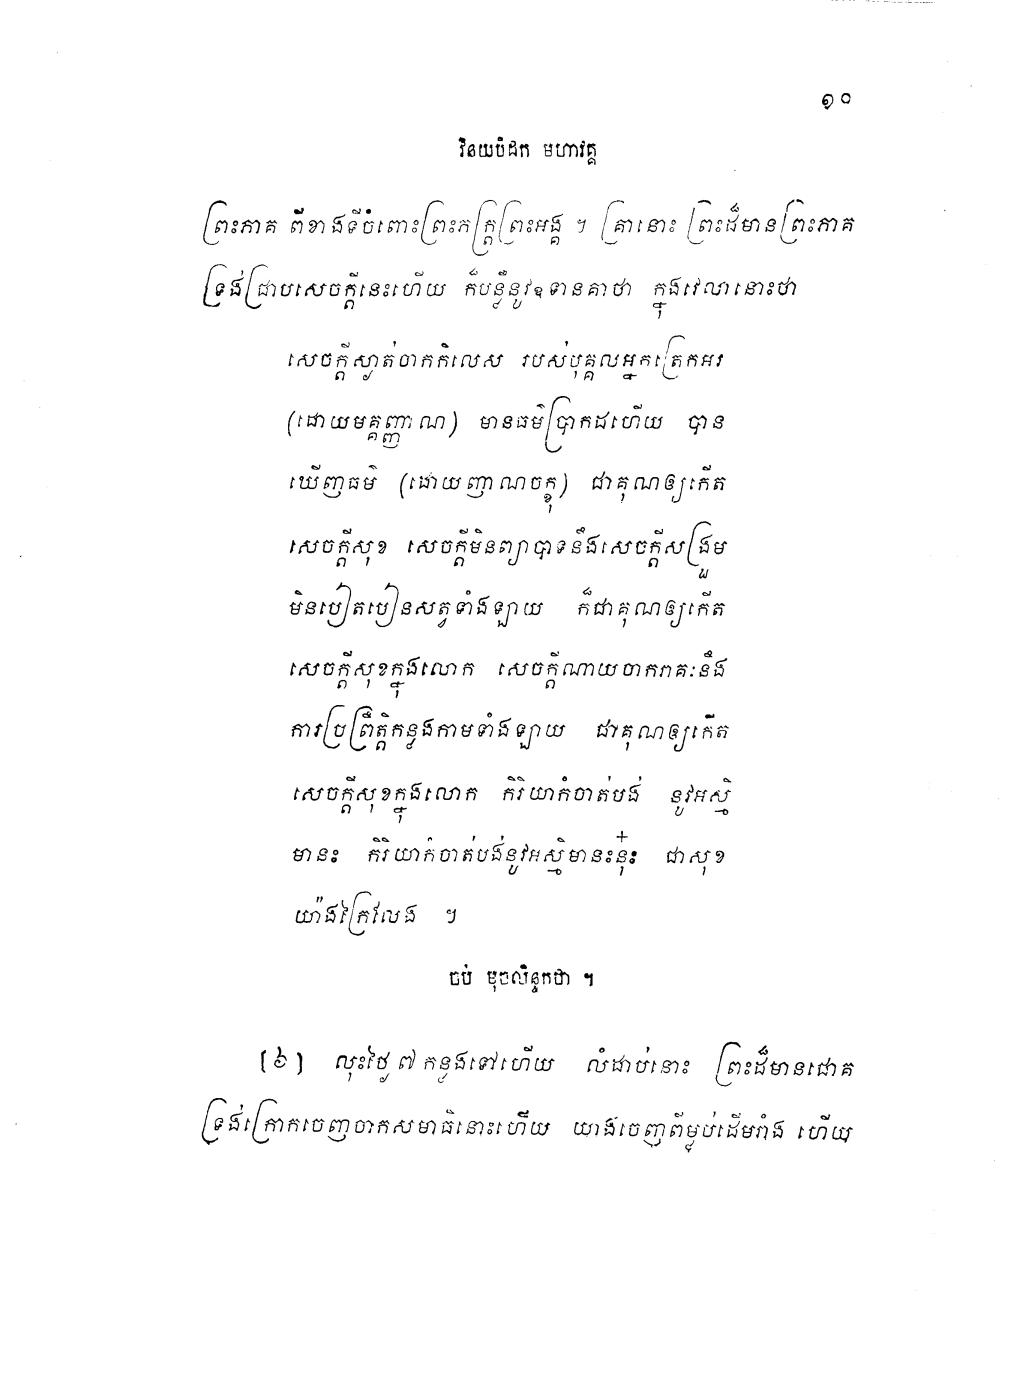 ១០
វិនយបិដក មហាវគ្គ
ព្រះភាគ ពីខាងទីចំពោះព្រះភក្ត្រព្រះអង្គ ។ គ្រានោះ ព្រះដ៏មានព្រះភាគ
ទ្រង់ជ្រាបសេចក្តីនេះហើយ ក៏បន្លឺនូវឧទានគាថា ក្នុងវេលានោះថា
សេចក្តីស្ងាត់ចាកកិលេស របស់បុគ្គលអ្នកត្រេកអរ
(ដោយមគ្គញ្ញាណ) មានធម៌ប្រាកដហើយ បាន
ឃើញធម៌ (ដោយញាណចក្ខុ) ជាគុណឲ្យកើត
សេចក្តីសុខ សេចក្តីមិនព្យាបាទនឹងសេចក្តីសង្រួម
មិនបៀតបៀនសត្វទាំងឡាយ ក៏ជាគុណឲ្យកើត
សេចក្តីសុខក្នុងលោក សេចក្តីណាយចាករាគៈនឹង
ការប្រព្រឹត្តិកន្លងកាមទាំងឡាយ ជាគុណឲ្យកើត
សេចក្តីសុខក្នុងលោក កិរិយាកំចាត់បង់ នូវអស្មិ
មានះ កិរិយាកំចាត់បង់នូវអស្មិមានះនុ៎ះ ជាសុខ
យ៉ាងក្រៃលែង ។
ចប់ មុចលិន្ទកថា ។
[៦] លុះថ្ងៃ ៧ កន្លងទៅហើយ លំដាប់នោះ ព្រះដ៏មានជោគ
ទ្រង់ក្រោកចេញចាកសមាធិនោះហើយ យាងចេញពីម្លប់ដើមរាំង ហើយ